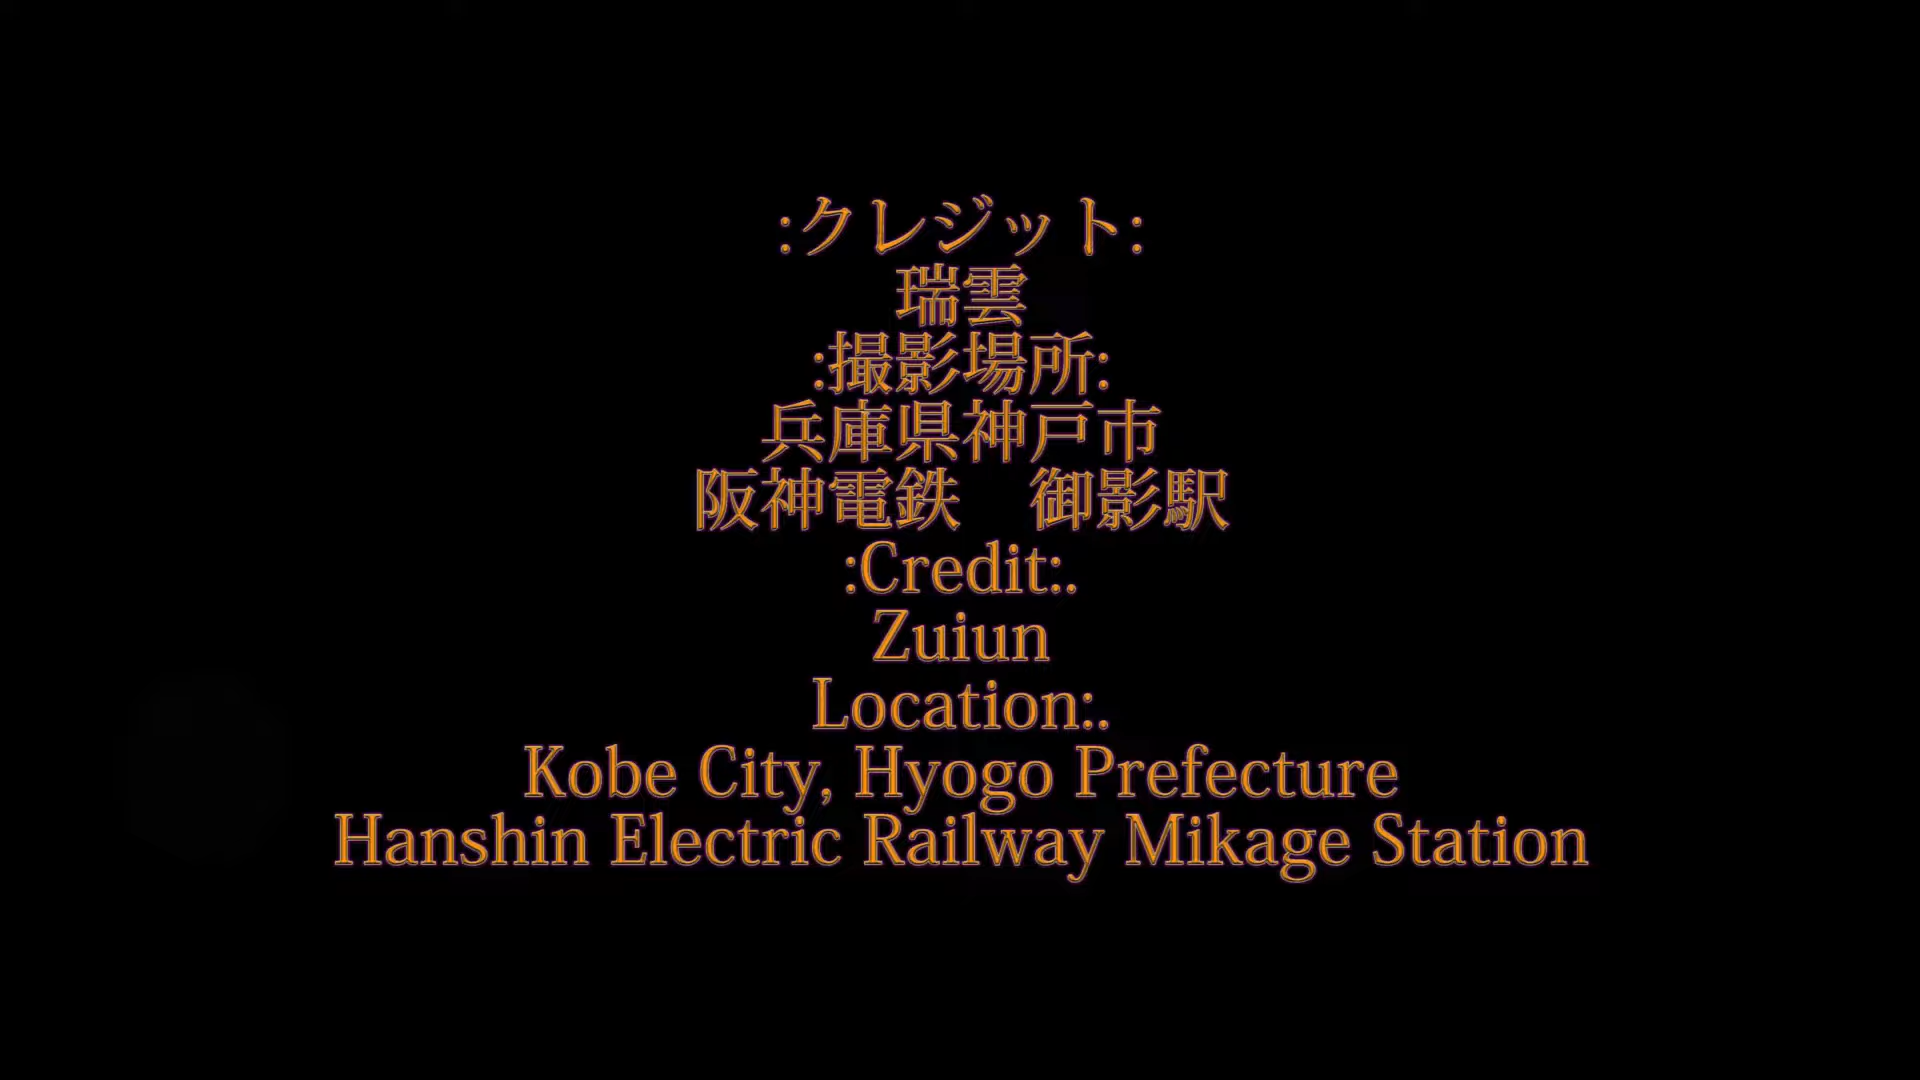 :クレジット:
瑞雲
:撮影場所:
兵庫県神戸市
阪神電鉄　御影駅
:Credit:.
Zuiun
Location:.
Kobe City, Hyogo Prefecture
Hanshin Electric Railway Mikage Station